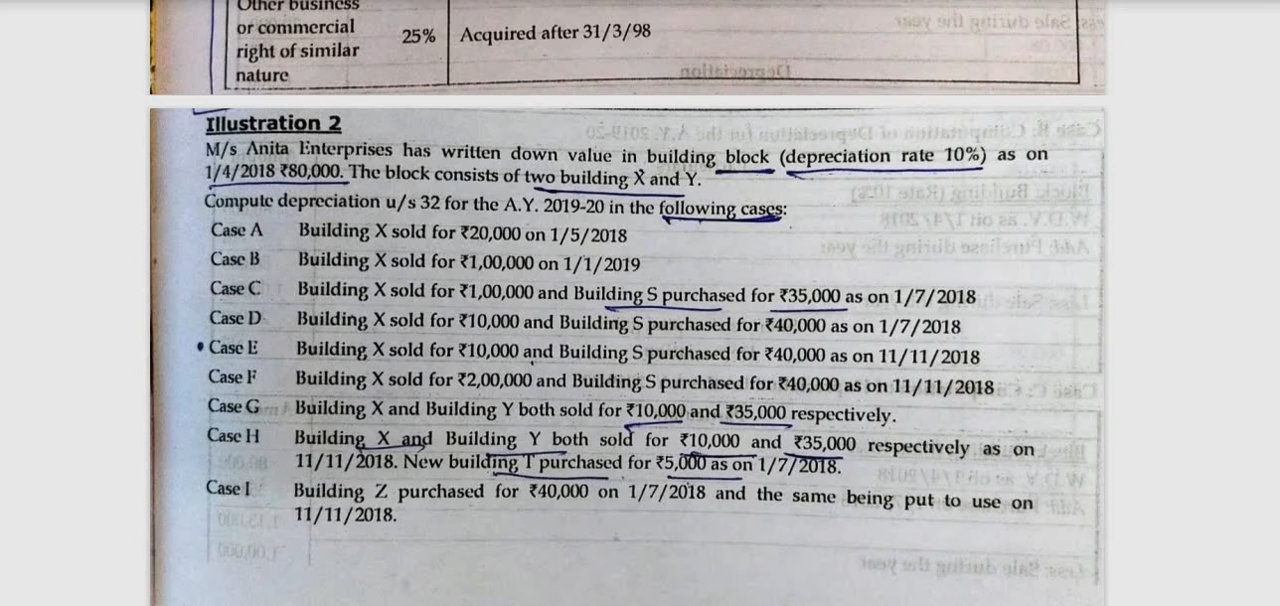 Other business
or commercial
right of similar
nature
25%
Acquired after 31/3/98
Illustration 2
M/s Anita Enterprises has written down value in building block (depreciation rate 10%) as on
1/4/2018 ₹80,000. The block consists of two building X and Y.
Compute depreciation u/s 32 for the A.Y. 2019-20 in the following cases:
Case A Building X sold for ₹20,000 on 1/5/2018
Case B Building X sold for ₹1,00,000 on 1/1/2019
Case C Building X sold for ₹1,00,000 and Building S purchased for ₹35,000 as on 1/7/2018
Case D Building X sold for ₹10,000 and Building S purchased for ₹40,000 as on 1/7/2018
• Case E Building X sold for ₹10,000 and Building S purchased for ₹40,000 as on 11/11/2018
Case F Building X sold for ₹2,00,000 and Building S purchased for ₹40,000 as on 11/11/2018
Case G Building X and Building Y both sold for ₹10,000 and ₹35,000 respectively.
Case H Building X and Building Y both sold for ₹10,000 and ₹35,000 respectively as on
11/11/2018. New building T purchased for ₹5,000 as on 1/7/2018.
Case I Building Z purchased for ₹40,000 on 1/7/2018 and the same being put to use on
11/11/2018.